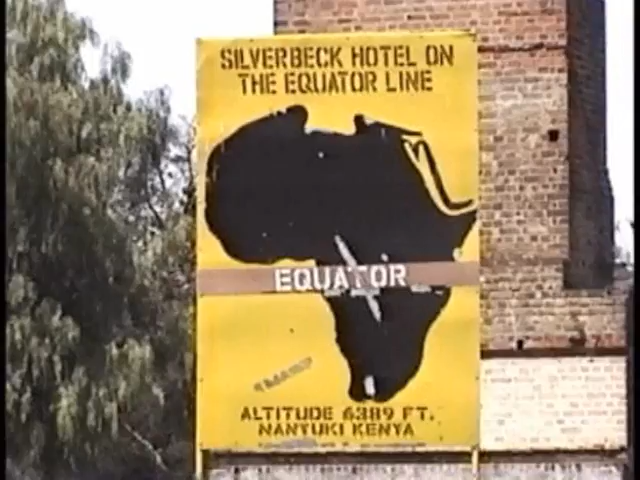 SILVERBECK HOTEL ON
THE EQUATOR LINE
EQUATOR
ALTITUDE 6389 FT.
NANYUKI KENYA